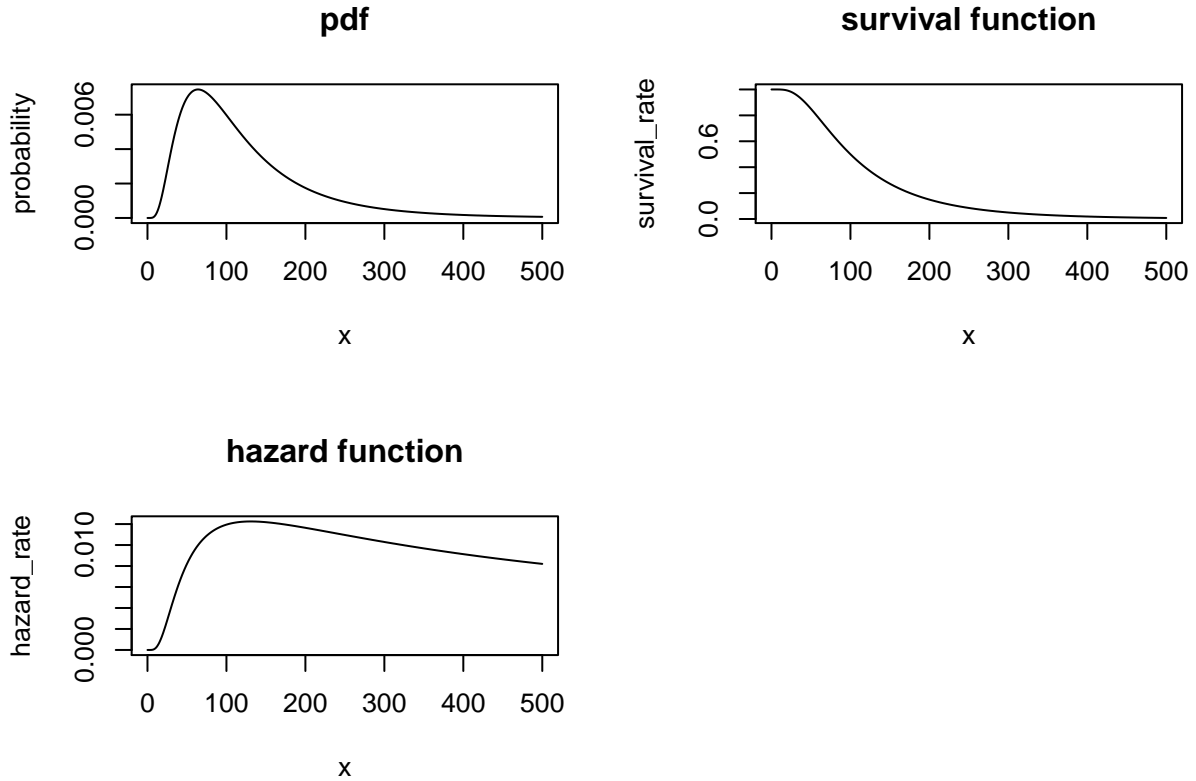 pdf
probability
0.006
0.000
0 100 200 300 400 500
x
survival function
survival_rate
0.6
0.0
0 100 200 300 400 500
x
hazard function
hazard_rate
0.010
0.000
0 100 200 300 400 500
x